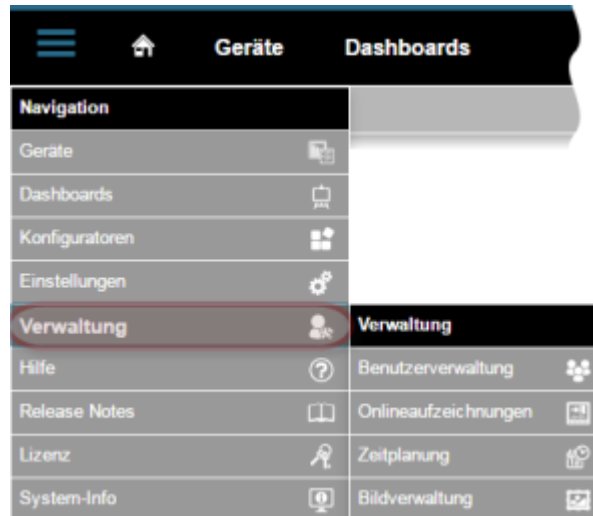 Geräte Dashboards
Navigation
Geräte
Dashboards
Konfiguratoren
Einstellungen
Verwaltung
Hilfe
Release Notes
Lizenz
System-Info
Verwaltung
Benutzerverwaltung
Onlineaufzeichnungen
Zeitplanung
Bildverwaltung